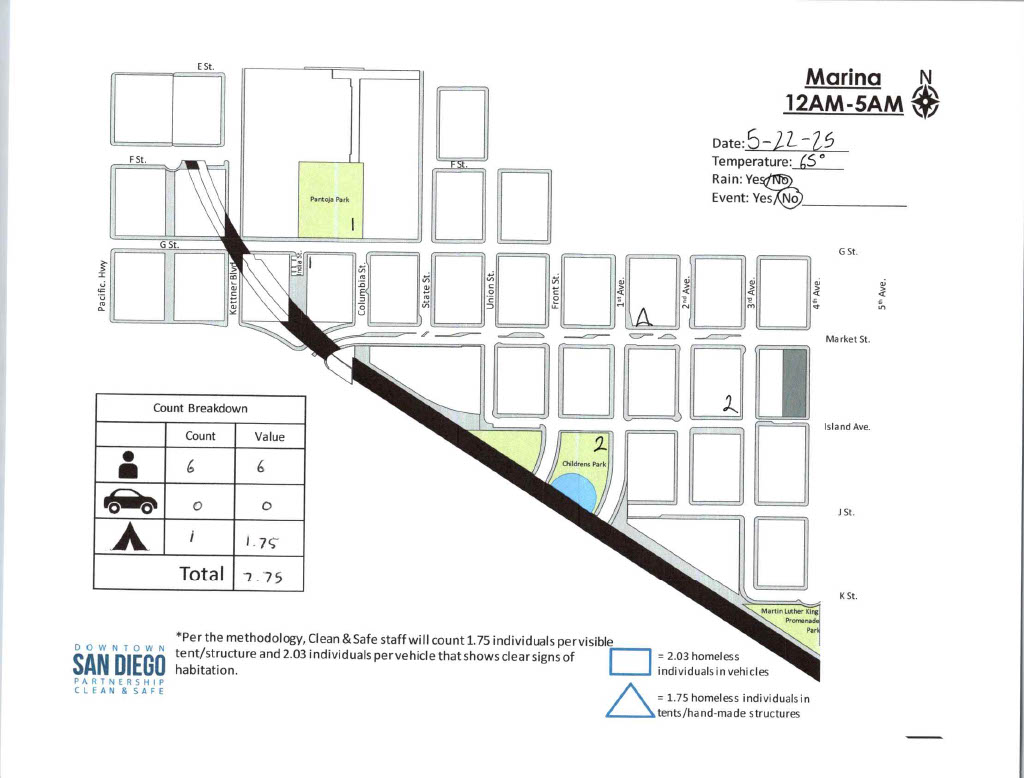 Marina
12AM-5AM
N
Date: 5-22-25
Temperature: 65°
Rain: Yes/No
Event: Yes/No
E St.
F St.
F St.
Pantoja Park
1
G St.
G St.
Pacific. Hwy
Kettner Blvd
India St.
1
Columbia St.
State St.
Union St.
Front St.
1st Ave.
2nd Ave.
3rd Ave.
4th Ave.
5th Ave.
Market St.
2
Island Ave.
2
Childrens Park
J St.
K St.
Martin Luther King
Promenade
Park
Count Breakdown
Count Value
6 6
0 0
1 1.75
Total 7.75
*Per the methodology, Clean & Safe staff will count 1.75 individuals per visible
tent/structure and 2.03 individuals per vehicle that shows clear signs of
habitation.
DOWNTOWN
SAN DIEGO
PARTNERSHIP
CLEAN & SAFE
= 2.03 homeless
individuals in vehicles
= 1.75 homeless individuals in
tents/hand-made structures